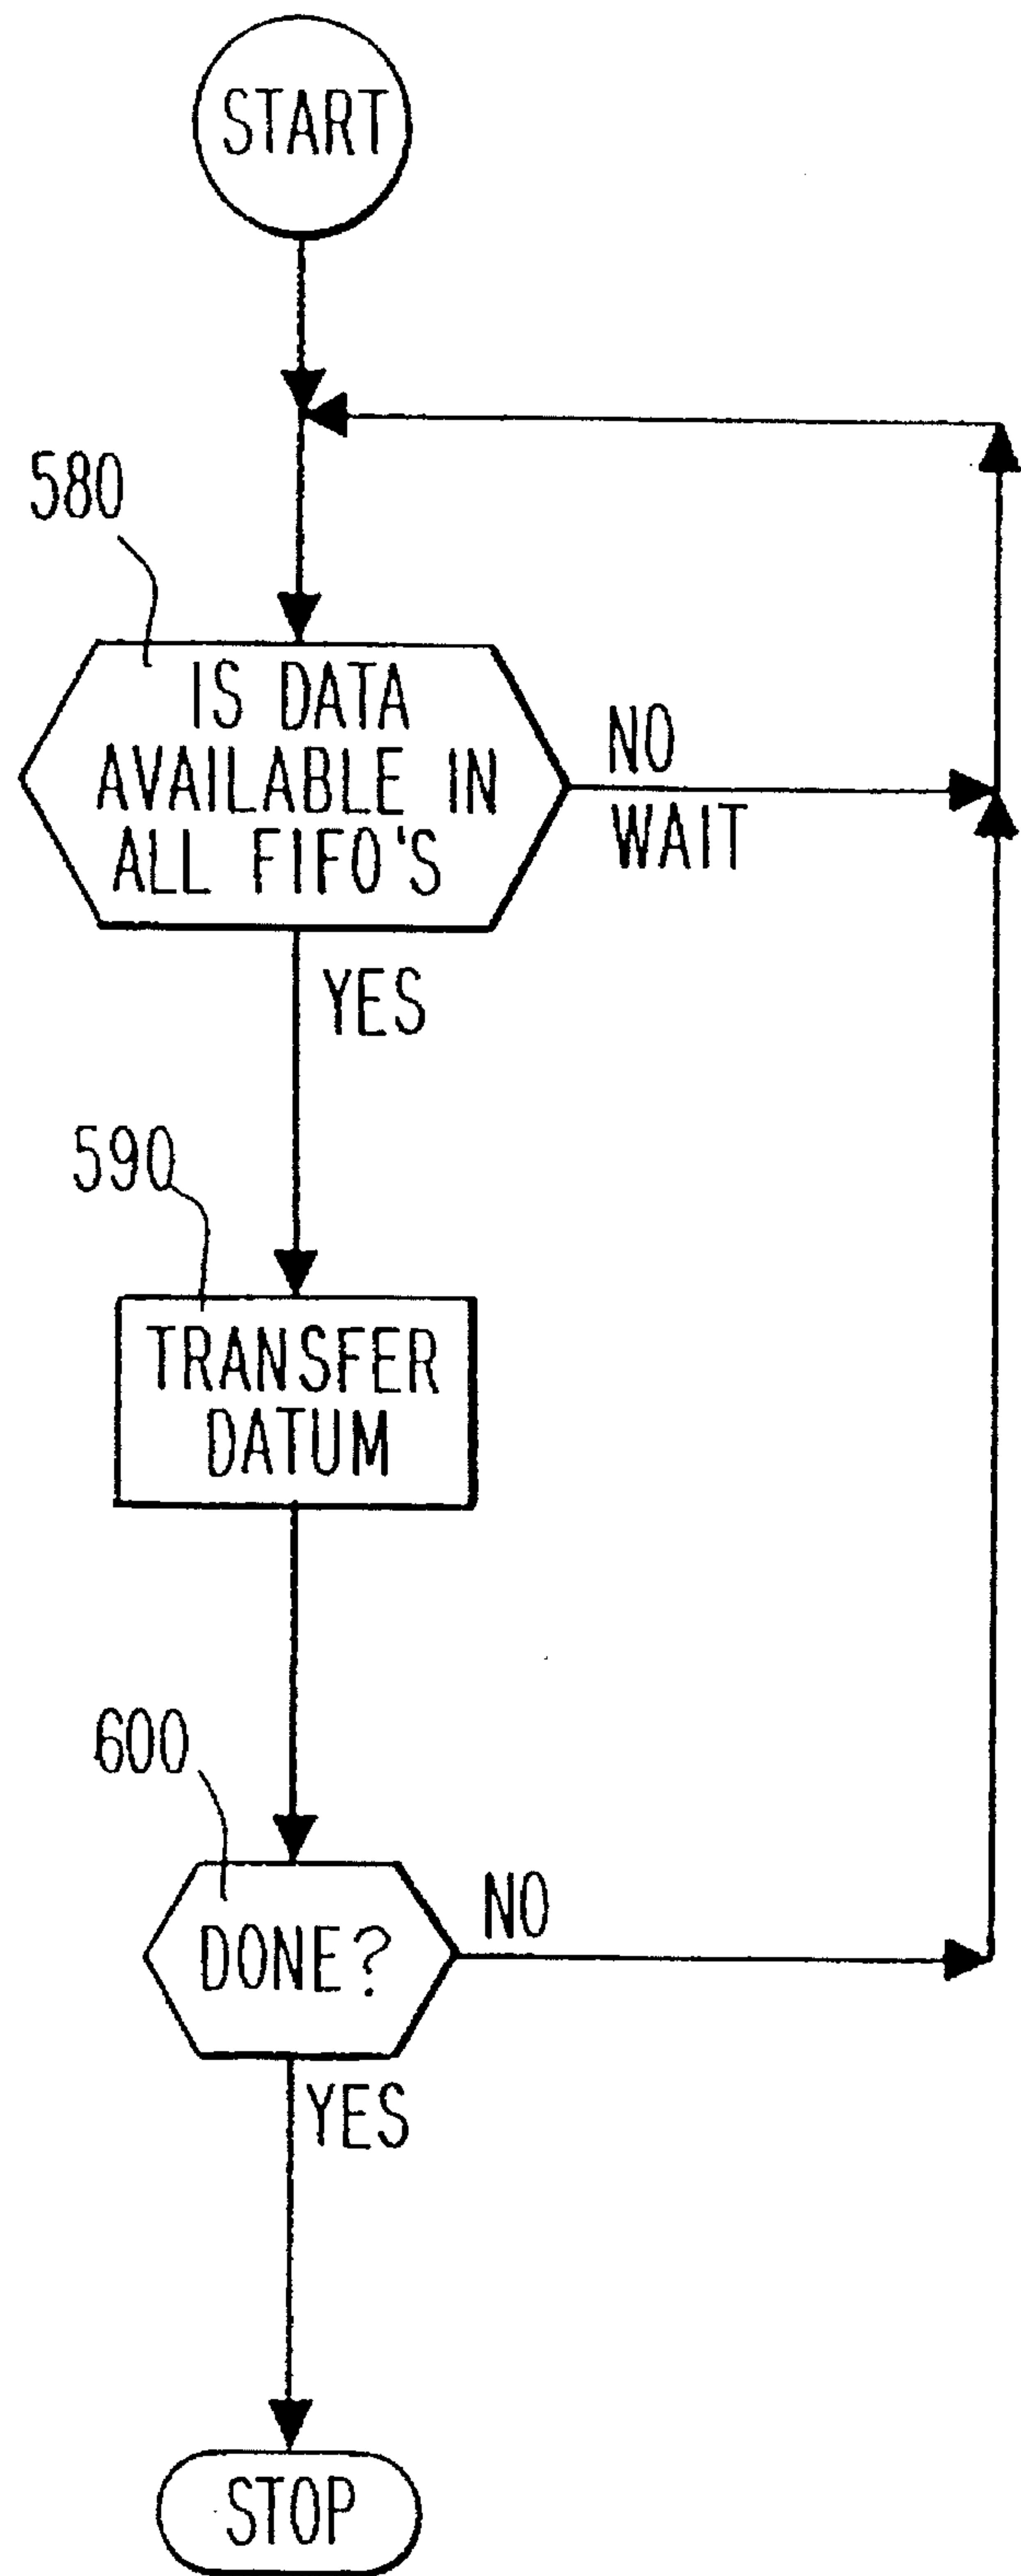 START
580
IS DATA
AVAILABLE IN
ALL FIFO'S
NO
WAIT
YES
590
TRANSFER
DATUM
600
DONE?
NO
YES
STOP